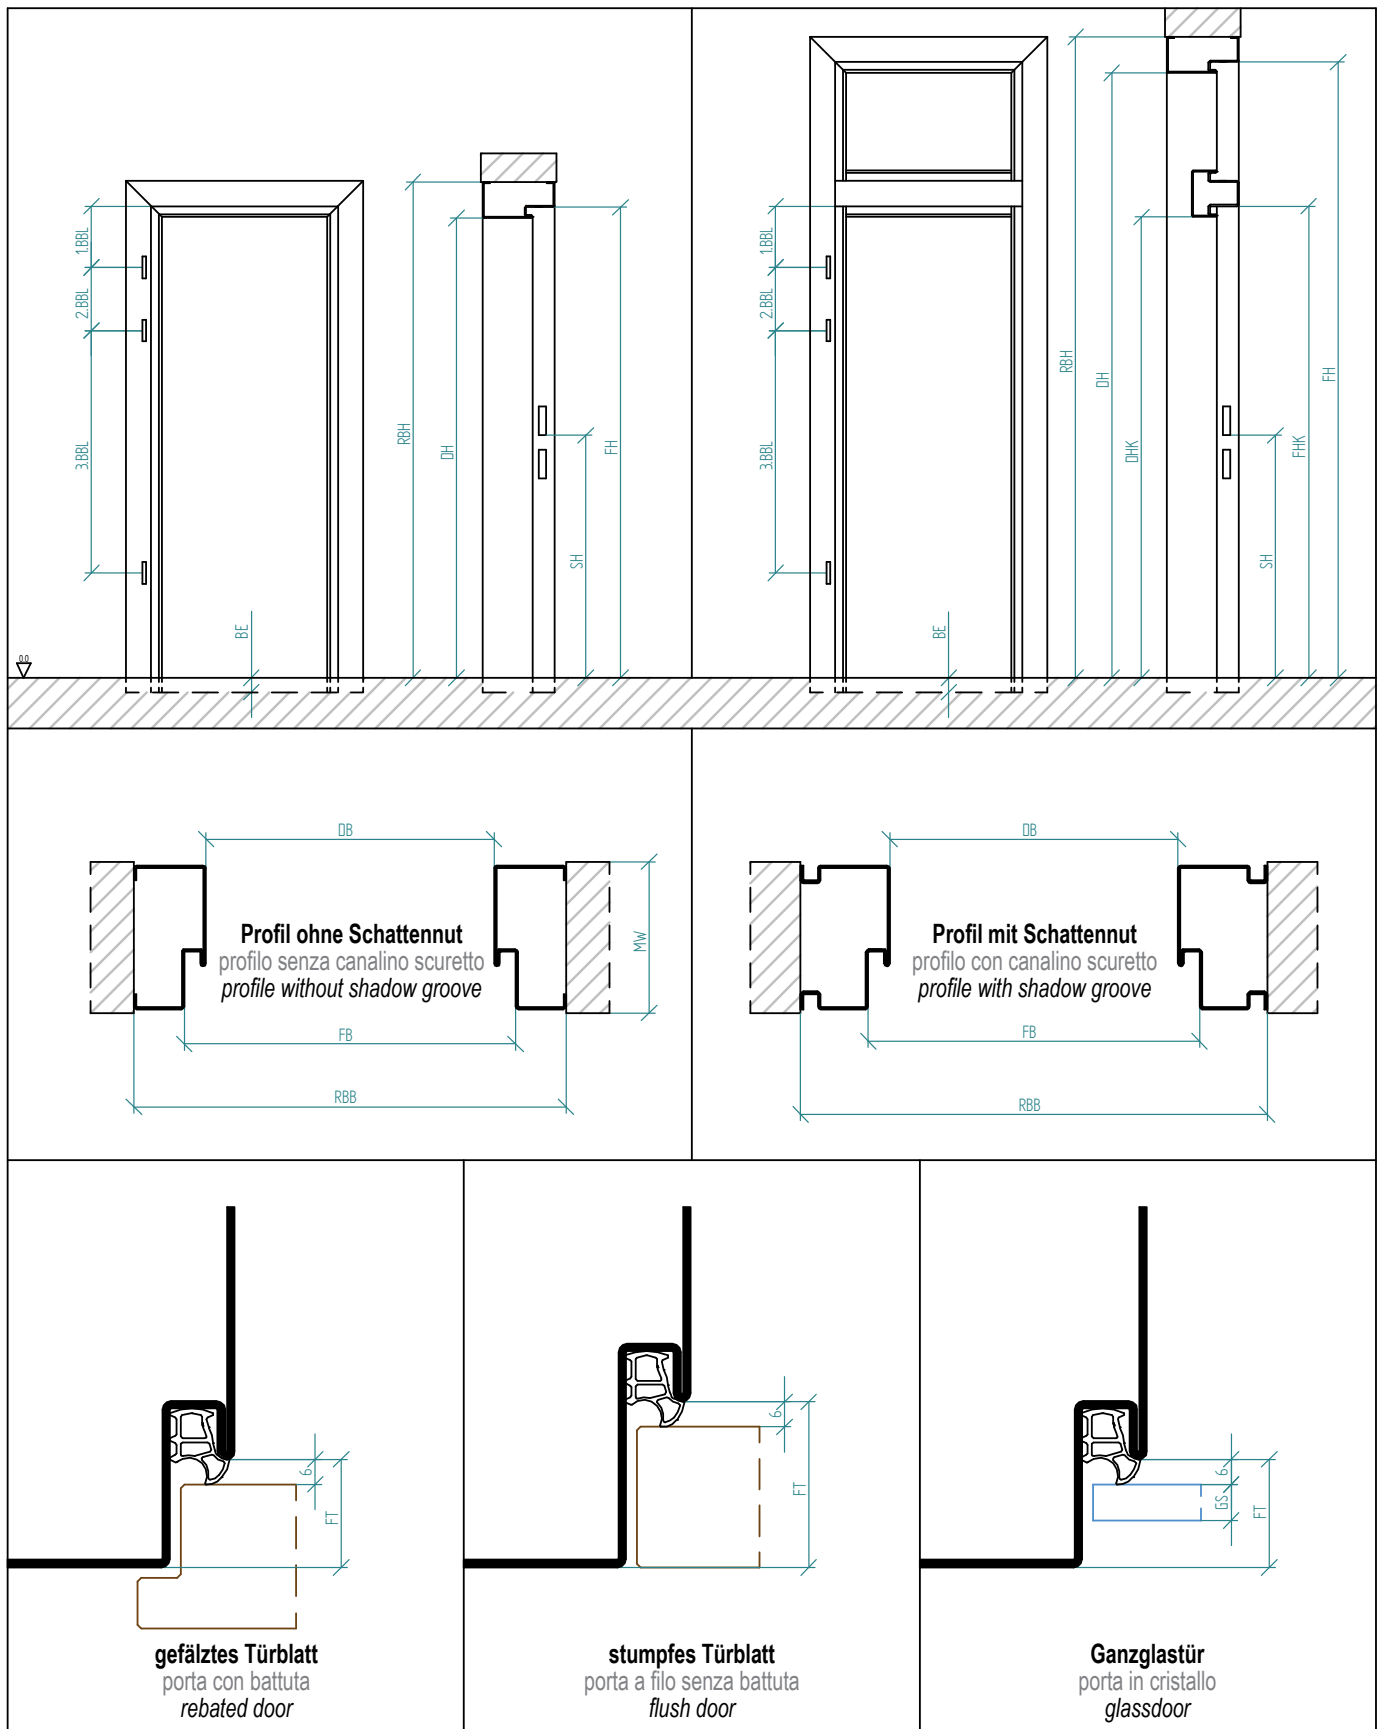 1.BBL
2.BBL
3.BBL
BE
RBH
DH
SH
FH
0.0
1.BBL
2.BBL
3.BBL
BE
RBH
DH
DHK
SH
FHK
FH
DB
Profil ohne Schattennut
profilo senza canalino scuretto
profile without shadow groove
MW
FB
RBB
DB
Profil mit Schattennut
profilo con canalino scuretto
profile with shadow groove
FB
RBB
6
FT
gefälztes Türblatt
porta con battuta
rebated door
6
FT
stumpfes Türblatt
porta a filo senza battuta
flush door
6
GS
FT
Ganzglastür
porta in cristallo
glassdoor